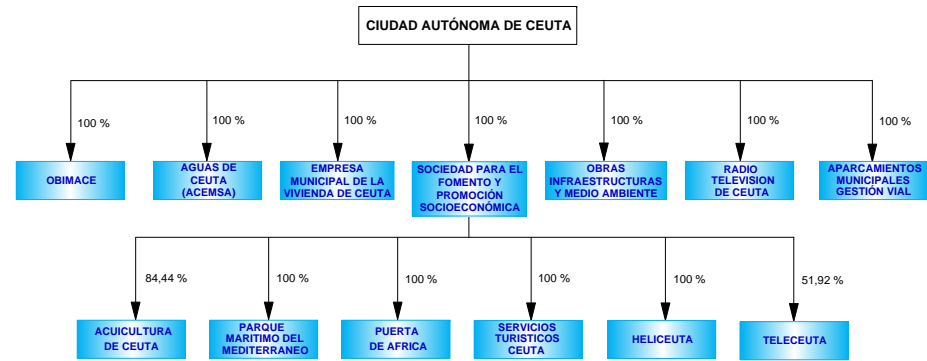 CIUDAD AUTÓNOMA DE CEUTA
100 %
100 %
100 %
100 %
100 %
100 %
100 %
OBIMACE
AGUAS DE
CEUTA
(ACEMSA)
EMPRESA
MUNICIPAL DE LA
VIVIENDA DE CEUTA
SOCIEDAD PARA EL
FOMENTO Y
PROMOCIÓN
SOCIOECONÓMICA
OBRAS
INFRAESTRUCTURAS
Y MEDIO AMBIENTE
RADIO
TELEVISION
DE CEUTA
APARCAMIENTOS
MUNICIPALES
GESTIÓN VIAL
84,44 %
100 %
100 %
100 %
100 %
51,92 %
ACUICULTURA
DE CEUTA
PARQUE
MARITIMO DEL
MEDITERRANEO
PUERTA
DE AFRICA
SERVICIOS
TURISTICOS
CEUTA
HELICEUTA
TELECEUTA